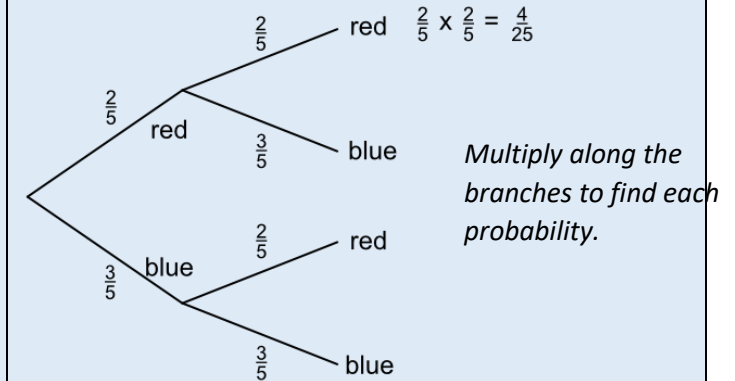 2/5 red 2/5 x 2/5 = 4/25
2/5
red
3/5 blue
Multiply along the
branches to find each
probability.
2/5 red
blue
3/5
3/5 blue